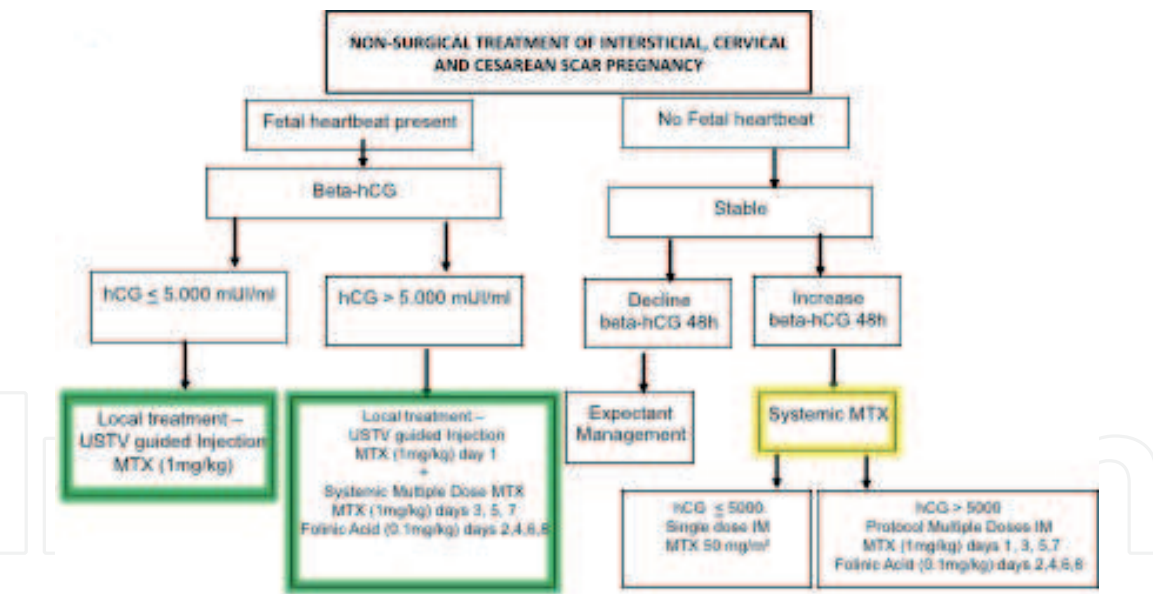 NON-SURGICAL TREATMENT OF INTERSTICIAL, CERVICAL
AND CESAREAN SCAR PREGNANCY
Fetal heartbeat present
No Fetal heartbeat
Beta-hCG
Stable
hCG ≤ 5.000 mUI/ml
hCG > 5.000 mUI/ml
Decline
beta-hCG 48h
Increase
beta-hCG 48h
Local treatment –
USTV guided Injection
MTX (1mg/kg)
Local treatment –
USTV guided Injection
MTX (1mg/kg) day 1
+
Systemic Multiple Dose MTX
MTX (1mg/kg) days 3, 5, 7
Folinic Acid (0.1mg/kg) days 2,4,6,8
Expectant
Management
Systemic MTX
hCG ≤ 5000
Single dose IM
MTX 50 mg/m²
hCG > 5000
Protocol Multiple Doses IM
MTX (1mg/kg) days 1, 3, 5,7
Folinic Acid (0.1mg/kg) days 2,4,6,8